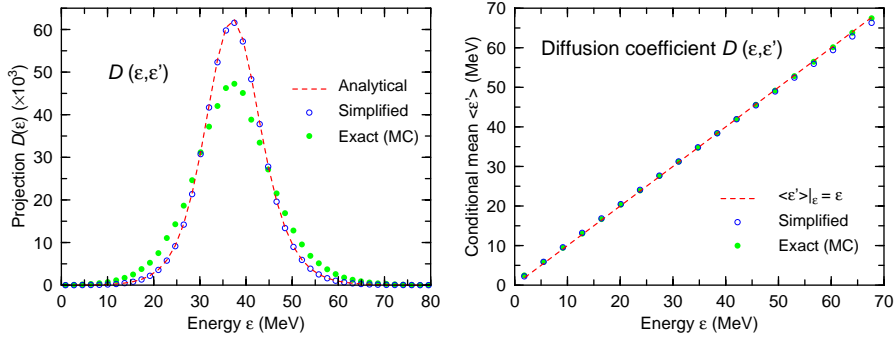 Projection D(ε) (×10³)
60
50
40
30
20
10
0
D (ε,ε')
Analytical
Simplified
Exact (MC)
0 10 20 30 40 50 60 70 80
Energy ε (MeV)
Conditional mean <ε'> (MeV)
70
60
50
40
30
20
10
0
Diffusion coefficient D (ε,ε')
<ε'>|ε = ε
Simplified
Exact (MC)
0 10 20 30 40 50 60 70
Energy ε (MeV)